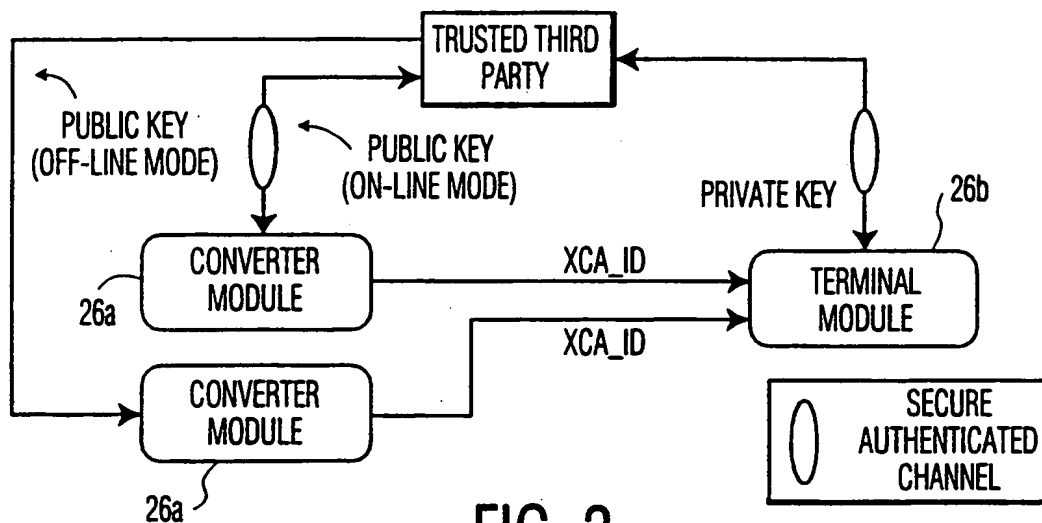 TRUSTED THIRD
PARTY
PUBLIC KEY
(OFF-LINE MODE)
PUBLIC KEY
(ON-LINE MODE)
PRIVATE KEY
26b
CONVERTER
MODULE
26a
XCA_ID
TERMINAL
MODULE
XCA_ID
CONVERTER
MODULE
26a
SECURE
AUTHENTICATED
CHANNEL